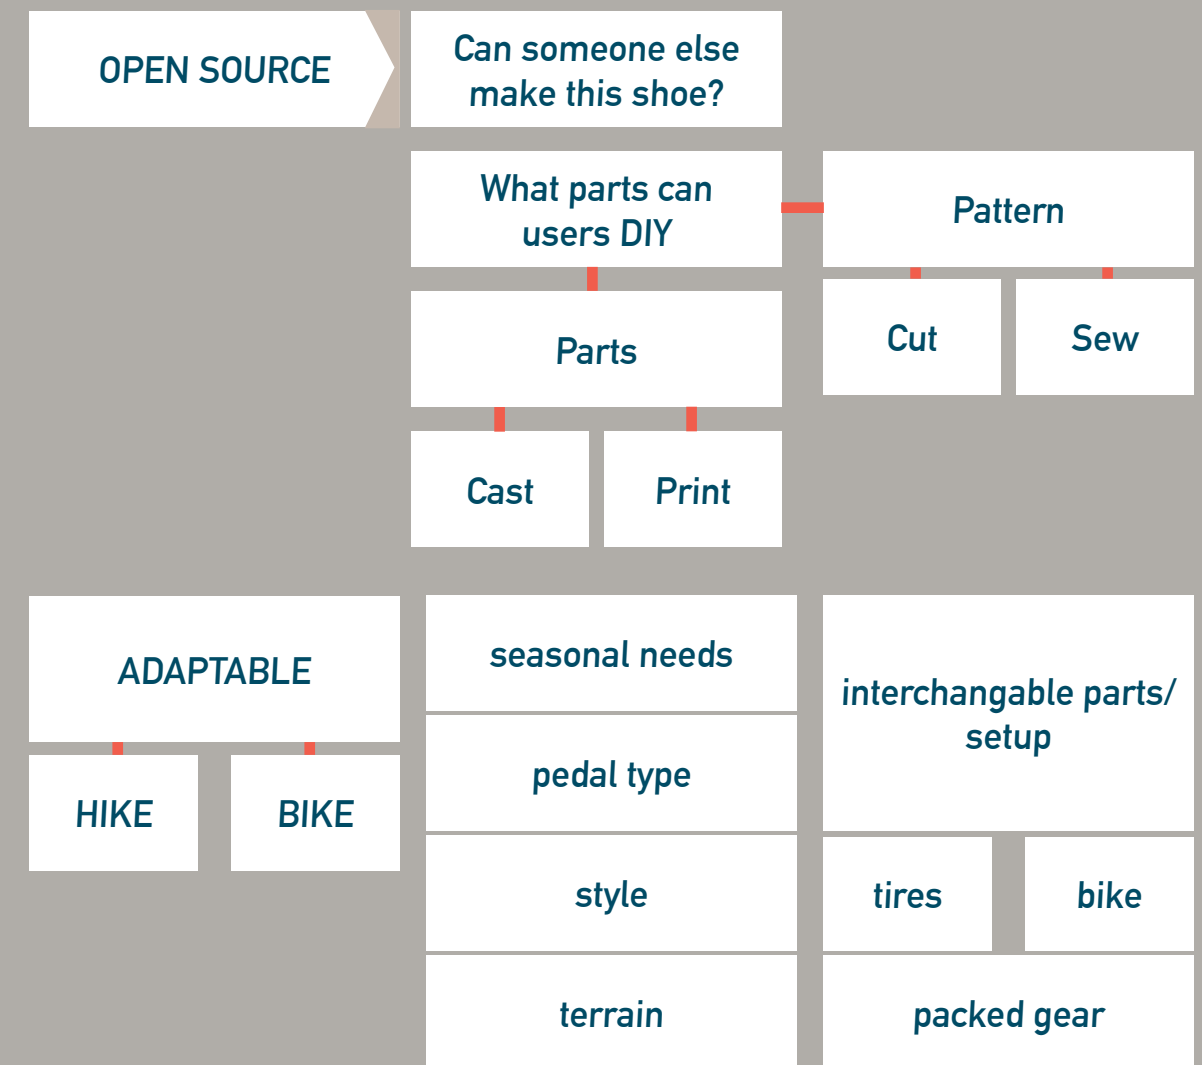 OPEN SOURCE
Can someone else
make this shoe?
What parts can
users DIY
Pattern
Cut
Sew
Parts
Cast
Print
ADAPTABLE
HIKE
BIKE
seasonal needs
pedal type
style
terrain
interchangable parts/
setup
tires
bike
packed gear